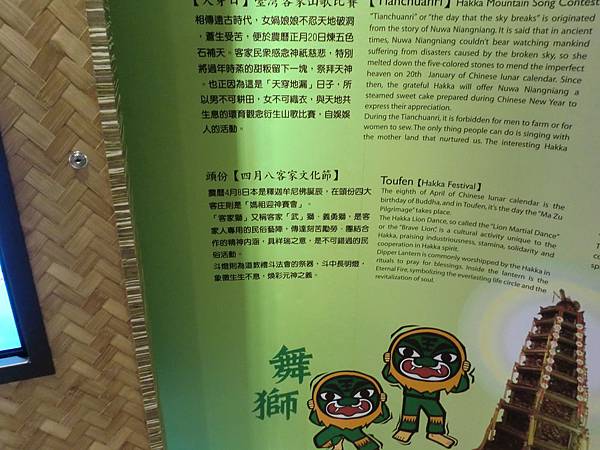 【天穿日】臺灣客家山歌比賽
相傳遠古時代，女媧娘娘不忍天地破洞
，蒼生受苦，便於農曆正月20日煉五色
石補天。客家民衆感念神祇慈悲，特別
將過年時蒸的甜粄留下一塊，祭拜天神
。也正因為這是「天穿地漏」日子，所
以男不可耕田，女不可織衣，與天地共
生息的環育觀念衍生山歌比賽，自娛娛
人的活動。
【Tianchuanri】Hakka Mountain Song Contest
"Tianchuanri" or "the day that the sky breaks" is originated
from the story of Nuwa Niangniang. It is said that in ancient
times, Nuwa Niangniang couldn't bear watching mankind
suffering from disasters caused by the broken sky, so she
melted down the five-colored stones to mend the imperfect
heaven on 20th January of Chinese lunar calendar. Since
then, the grateful Hakka will offer Nuwa Niangniang a
steamed sweet cake prepared during Chinese New Year to
express their appreciation.
During the Tianchuanri, it is forbidden for men to farm or for
women to sew. The only thing people can do is singing with
the mother land that nurtured us. The interesting Hakka
頭份【四月八客家文化節】
農曆4月8日本是釋迦牟尼佛誕辰，在頭份四大
客庄則是「媽祖迎神賽會」。
「客家獅」又稱客家「武」獅、義勇獅，是客
家人專用的民俗藝陣，傳達刻苦勵勞、團結合
作的精神內涵，具祥瑞之意，是不可錯過的民
俗活動。
斗燈則為道教禮斗法會的祭器，斗中長明燈，
象徵生生不息，煥彩元神之義。
Toufen【Hakka Festival】
The eighth of April of Chinese lunar calendar is the
birthday of Buddha, and in Toufen, it's the day the "Ma Zu
Pilgrimage" takes place.
The Hakka Lion Dance, so called the "Lion Martial Dance"
or the "Brave Lion", is a cultural activity unique to the
Hakka, praising industriousness, stamina, solidarity and
cooperation in Hakka spirit.
Dipper Lantern is commonly worshipped by the Hakka in
rituals to pray for blessings. Inside the lantern is the
Eternal Fire, symbolizing the everlasting life circle and the
revitalization of soul.
舞
獅